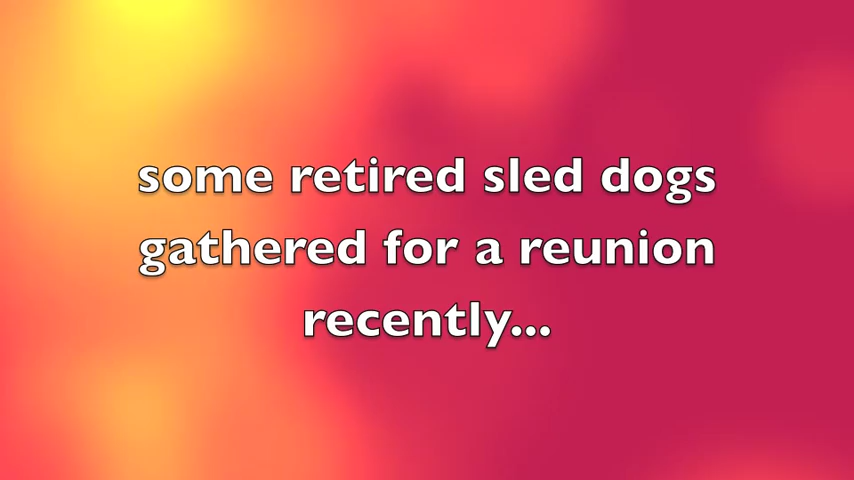 some retired sled dogs
gathered for a reunion
recently...